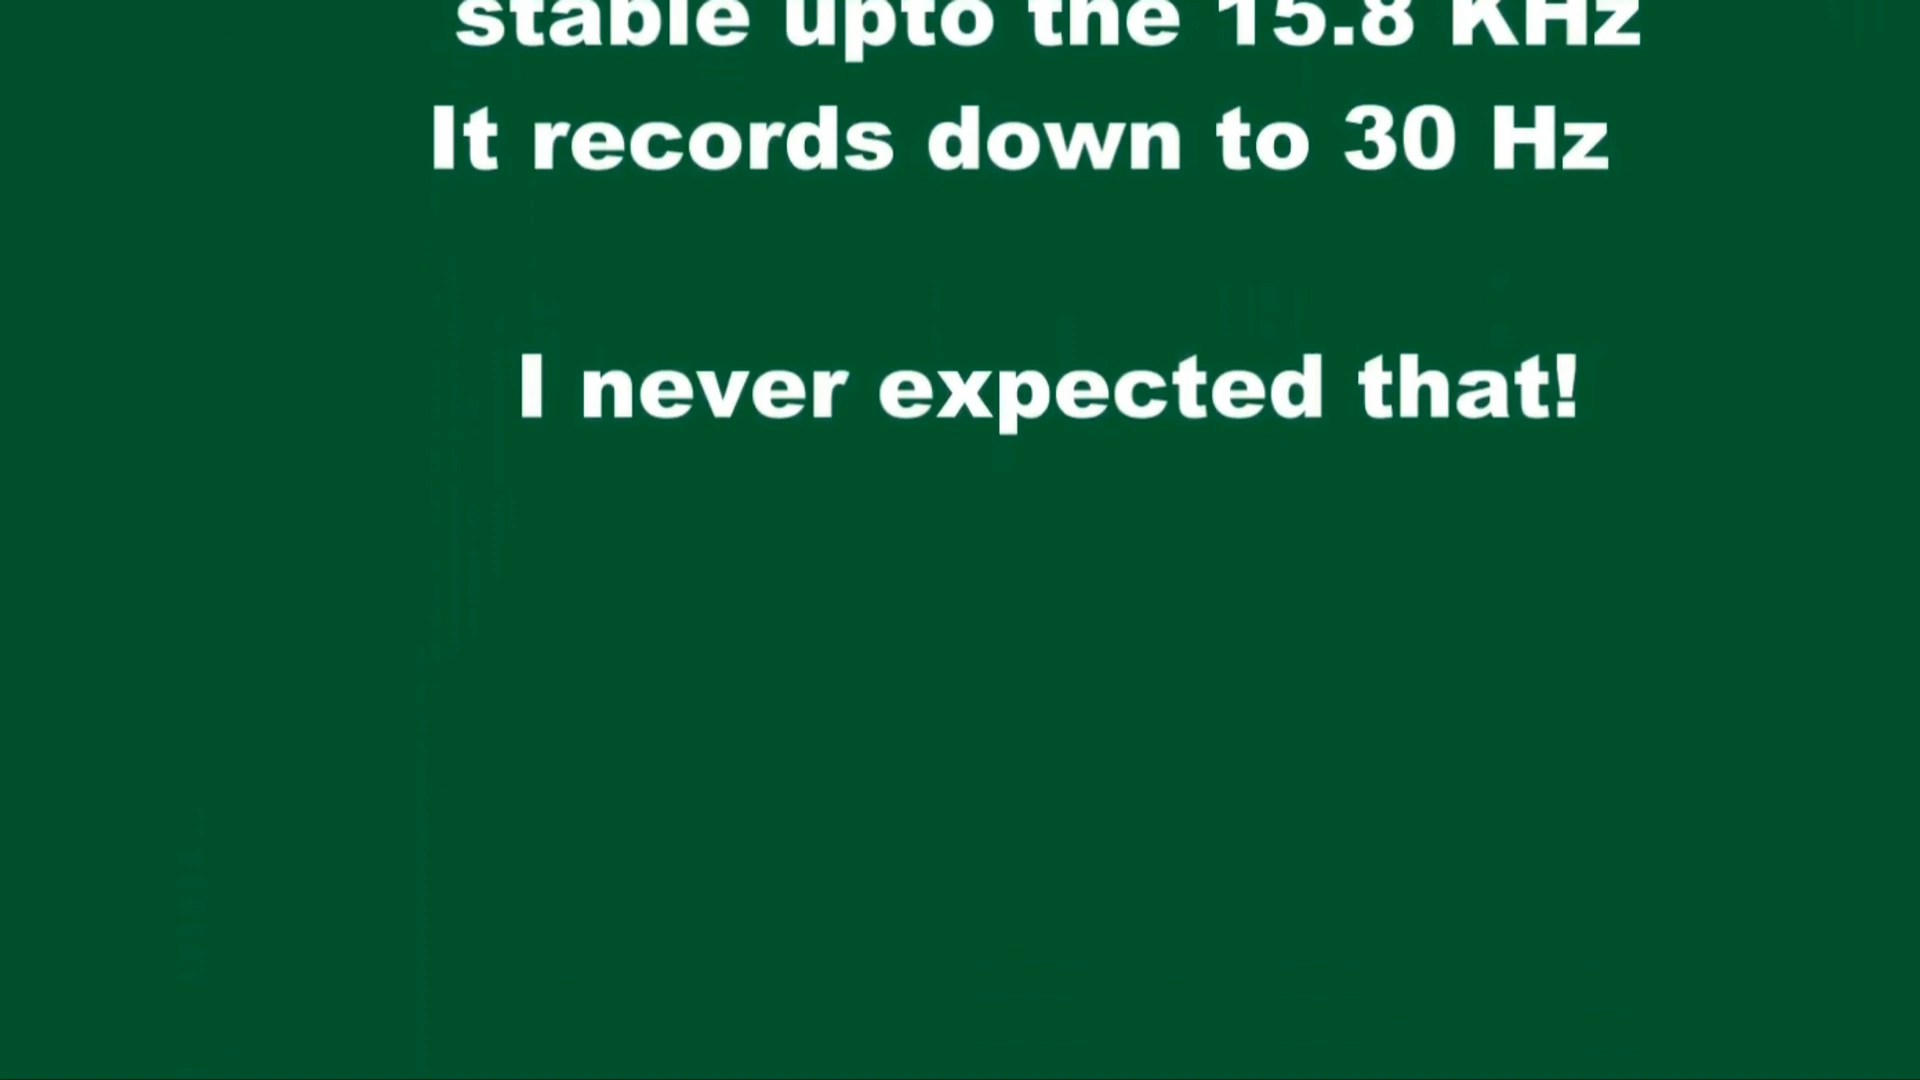 stable upto the 15.8 KHz
It records down to 30 Hz
I never expected that!